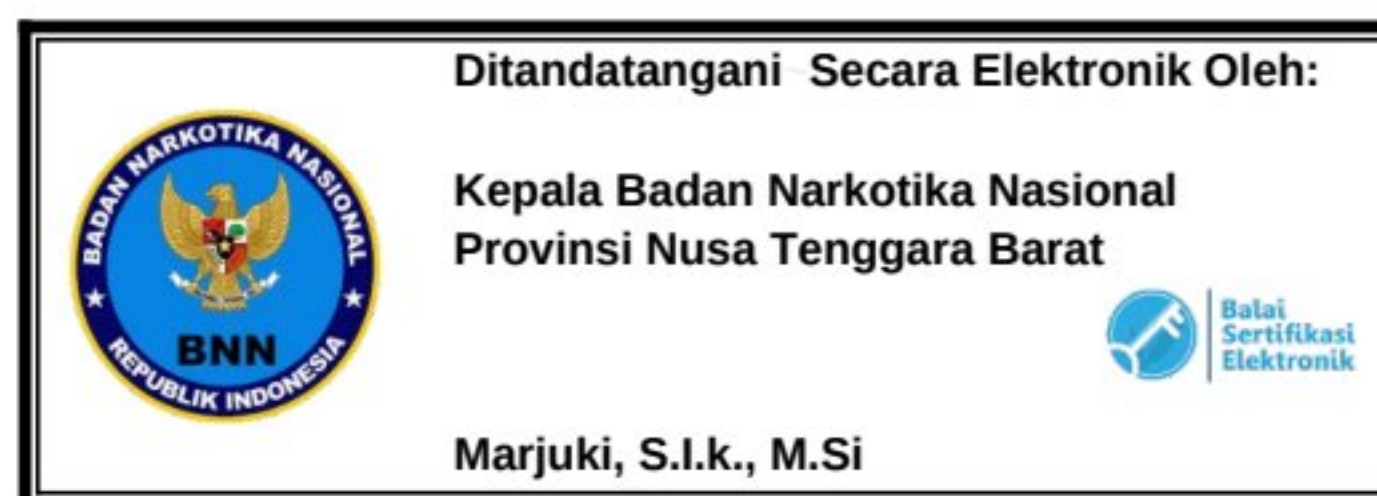 Ditandatangani Secara Elektronik Oleh:
BADAN NARKOTIKA NASIONAL
BNN
REPUBLIK INDONESIA
Kepala Badan Narkotika Nasional
Provinsi Nusa Tenggara Barat
Balai
Sertifikasi
Elektronik
Marjuki, S.I.k., M.Si